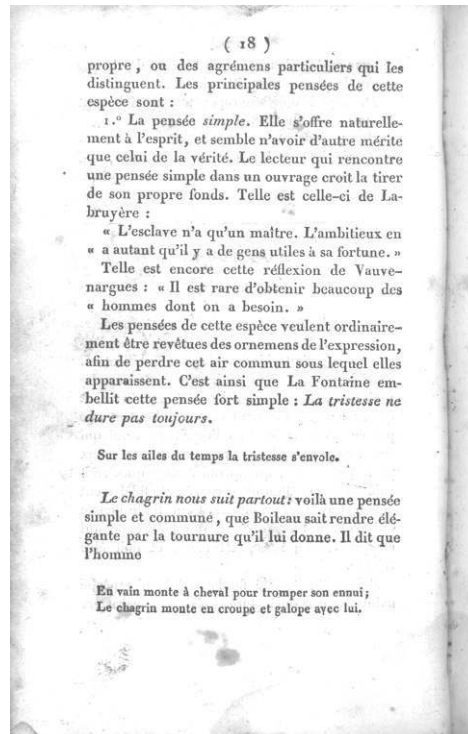 ( 18 )
propre , ou des agrémens particuliers qui les
distinguent. Les principales pensées de cette
espèce sont :
1.º La pensée simple. Elle s'offre naturelle-
ment à l'esprit, et semble n'avoir d'autre mérite
que celui de la vérité. Le lecteur qui rencontre
une pensée simple dans un ouvrage croit la tirer
de son propre fonds. Telle est celle-ci de La-
bruyère :
« L'esclave n'a qu'un maître. L'ambitieux en
« a autant qu'il y a de gens utiles à sa fortune. »
Telle est encore cette réflexion de Vauve-
nargues : « Il est rare d'obtenir beaucoup des
« hommes dont on a besoin. »
Les pensées de cette espèce veulent ordinaire-
ment être revêtues des ornemens de l'expression,
afin de perdre cet air commun sous lequel elles
apparaissent. C'est ainsi que La Fontaine em-
bellit cette pensée fort simple : La tristesse ne
dure pas toujours.
Sur les ailes du temps la tristesse s'envole.
Le chagrin nous suit partout : voilà une pensée
simple et commune , que Boileau sait rendre élé-
gante par la tournure qu'il lui donne. Il dit que
l'homme
En vain monte à cheval pour tromper son ennui ;
Le chagrin monte en croupe et galope avec lui.